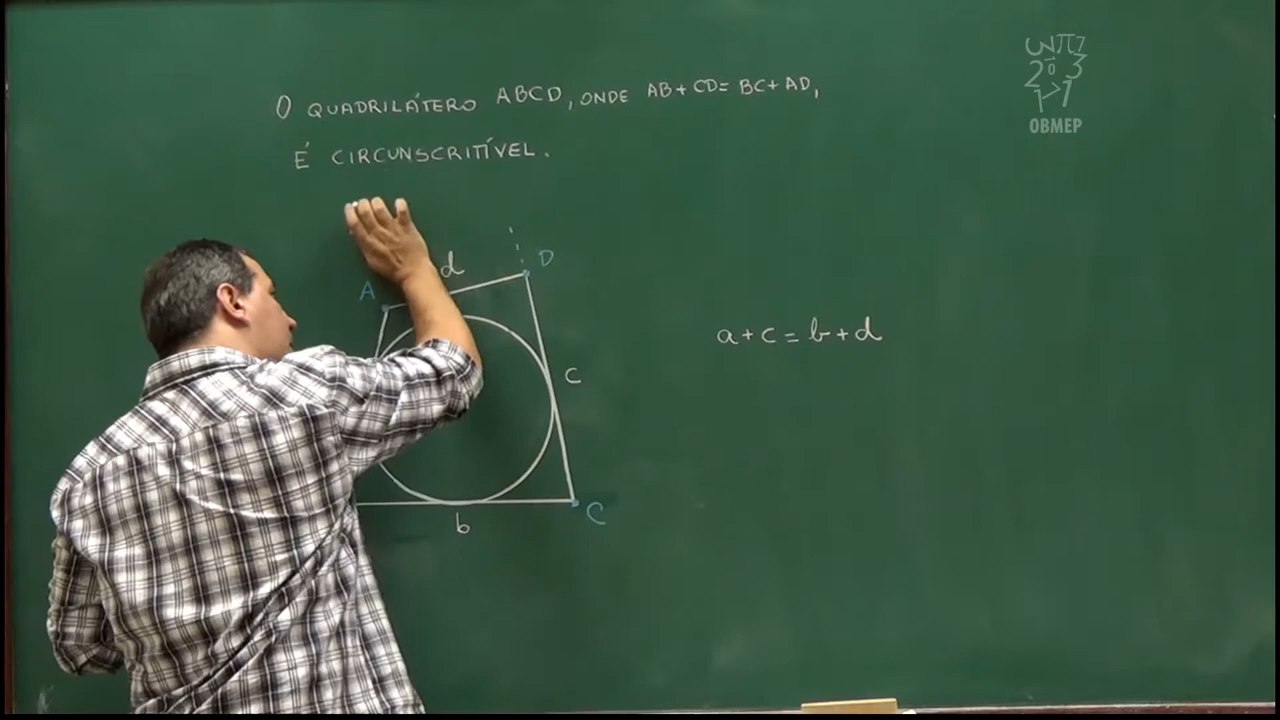 O QUADRILÁTERO ABCD, ONDE AB+CD=BC+AD,
É CIRCUNSCRITÍVEL.
d
D
A
a+c=b+d
c
b
C
OBMEP